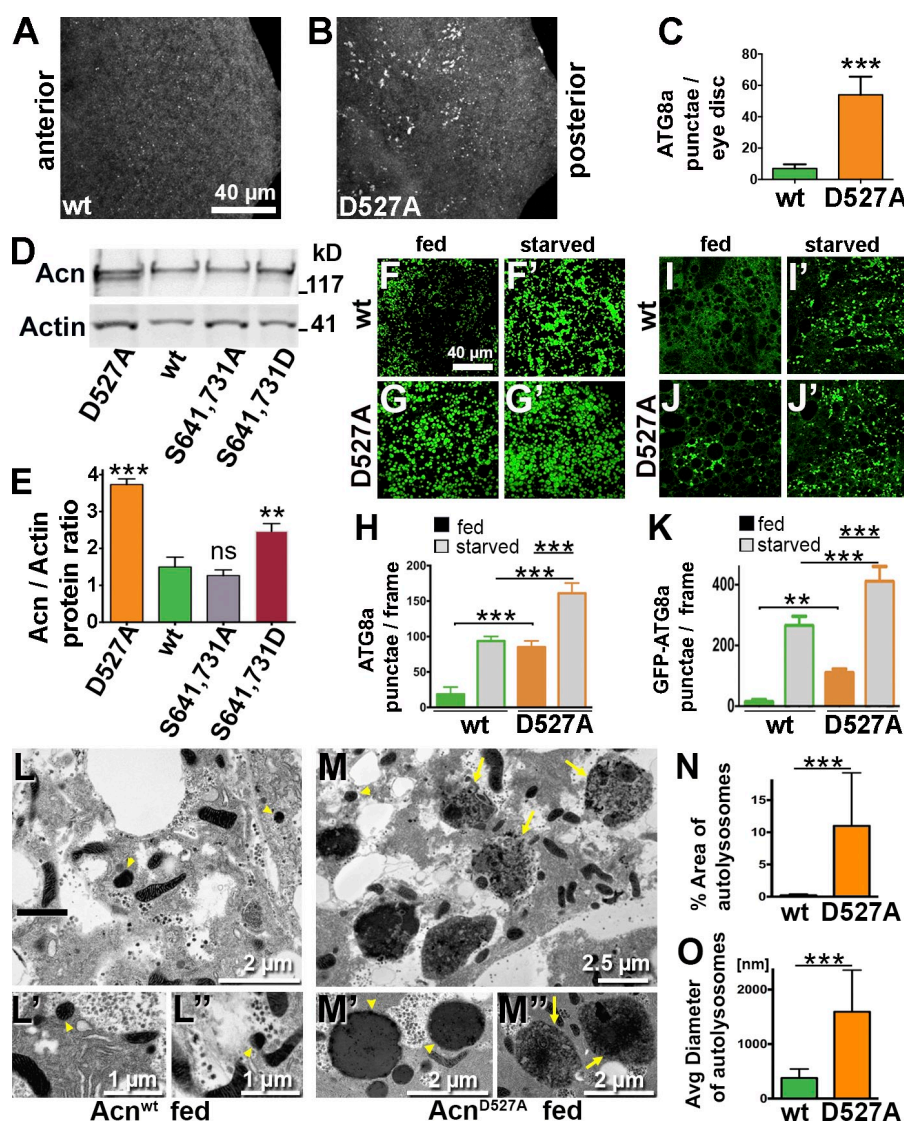 A
B
C
anterior
posterior
wt
40 µm
D527A
ATG8a
punctae /
eye disc
80
60
40
20
0
***
wt
D527A
D
kD
Acn
117
Actin
41
D527A
wt
S641,731A
S641,731D
fed
starved
fed
starved
wt
F
F'
40 µm
I
I'
wt
D527A
G
G'
D527A
J
J'
E
Acn / Actin
protein ratio
4
3
2
1
0
***
ns
**
D527A
wt
S641,731A
S641,731D
H
fed
starved
ATG8a
punctae / frame
200
150
100
50
0
***
***
***
wt
D527A
K
fed
starved
GFP-ATG8a
punctae / frame
400
200
0
***
***
**
wt
D527A
L
2 µm
M
2.5 µm
L'
1 µm
L"
1 µm
M'
M"
2 µm
Acnwt fed
AcnD527A fed
N
% Area of
autolysosomes
15
10
5
0
***
wt
D527A
O
Avg Diameter
of autolysosomes
[nm]
2000
1000
0
***
wt
D527A